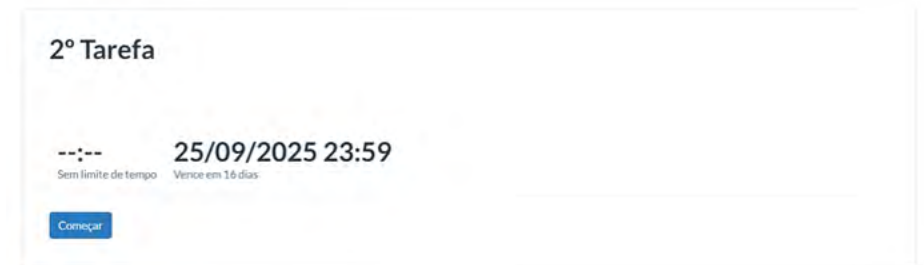 2º Tarefa
--:-- 25/09/2025 23:59
Sem limite de tempo Vence em 16 dias
Começar